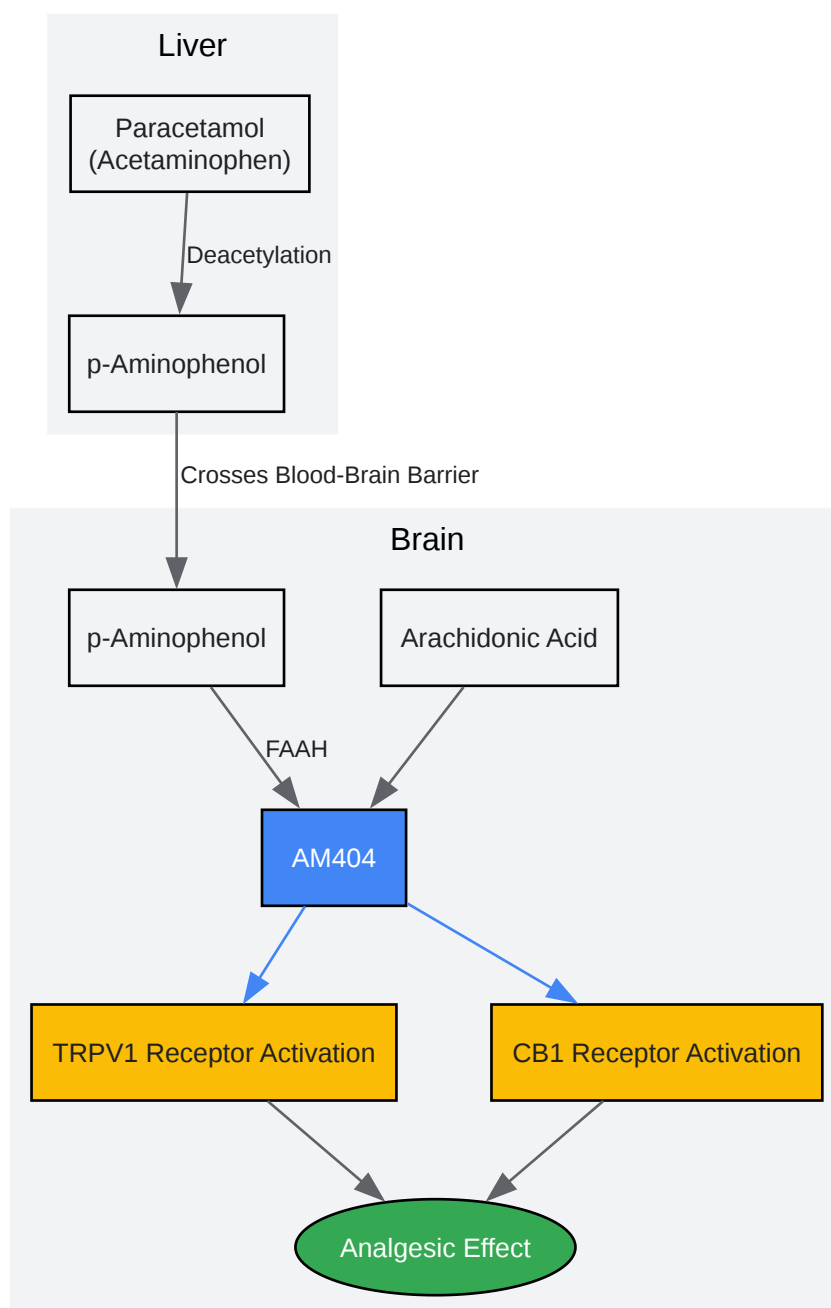 Liver
Paracetamol
(Acetaminophen)
Deacetylation
p-Aminophenol
Crosses Blood-Brain Barrier
Brain
p-Aminophenol
Arachidonic Acid
FAAH
AM404
TRPV1 Receptor Activation
CB1 Receptor Activation
Analgesic Effect